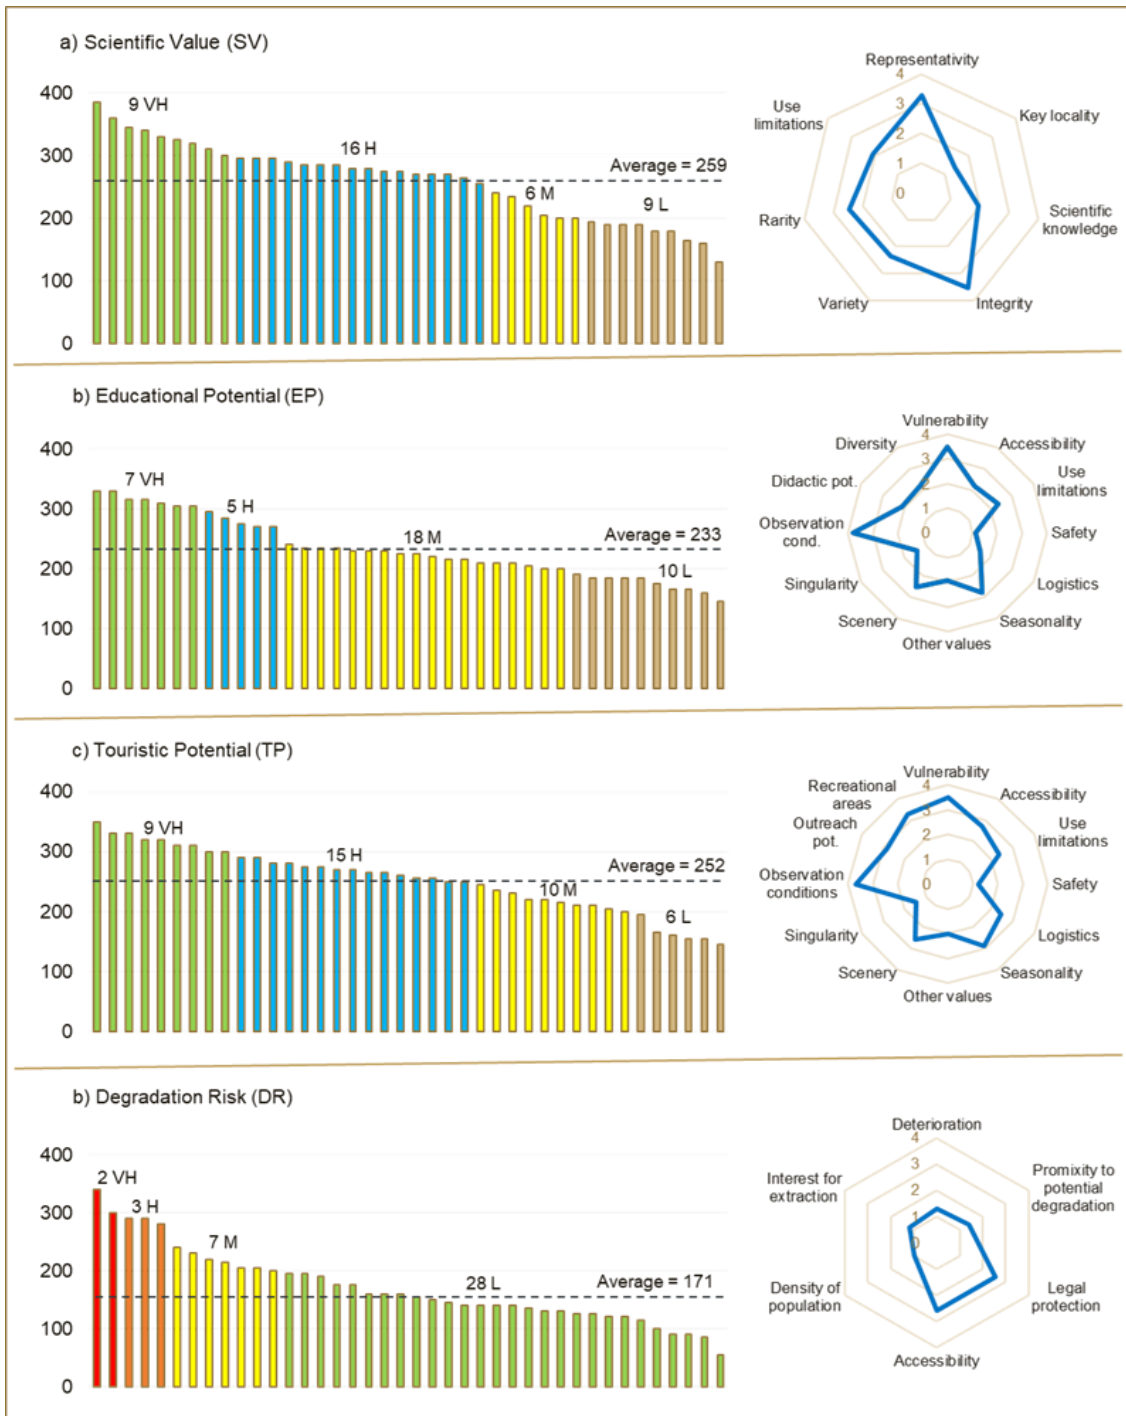 a) Scientific Value (SV)
400
300
200
100
0
9 VH
16 H
6 M
9 L
Average = 259
Representativity
Key locality
Scientific
knowledge
Integrity
Variety
Rarity
Use
limitations
4
3
2
1
0
b) Educational Potential (EP)
400
300
200
100
0
7 VH
5 H
18 M
10 L
Average = 233
Vulnerability
Accessibility
Use
limitations
Safety
Logistics
Seasonality
Other values
Scenery
Singularity
Observation
cond.
Didactic pot.
Diversity
4
3
2
1
0
c) Touristic Potential (TP)
400
300
200
100
0
9 VH
15 H
10 M
6 L
Average = 252
Vulnerability
Accessibility
Use
limitations
Safety
Logistics
Seasonality
Other values
Scenery
Singularity
Observation
conditions
Outreach
pot.
Recreational
areas
4
3
2
1
0
b) Degradation Risk (DR)
400
300
200
100
0
2 VH
3 H
7 M
28 L
Average = 171
Deterioration
Promixity to
potential
degradation
Legal
protection
Accessibility
Density of
population
Interest for
extraction
4
3
2
1
0